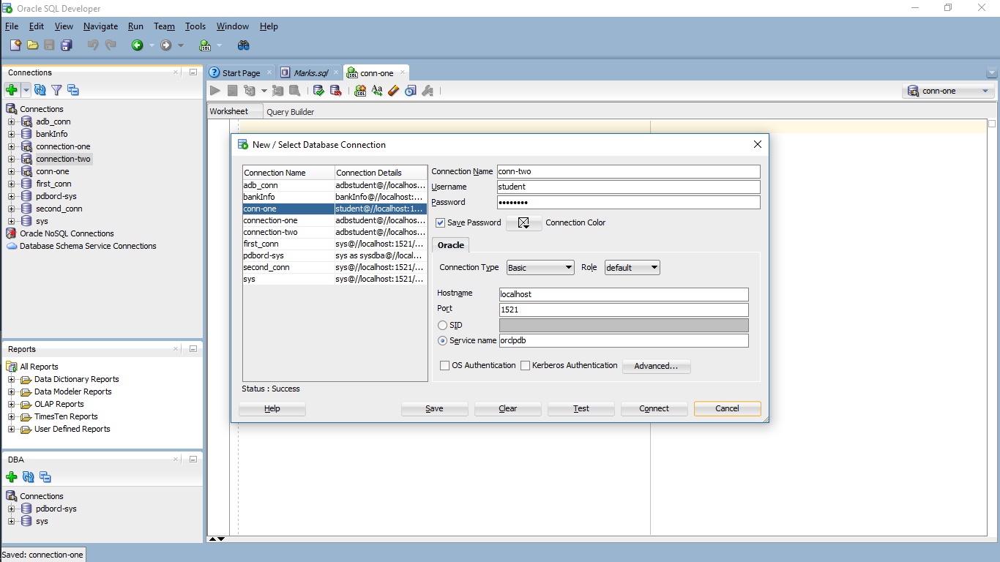 Oracle SQL Developer
File Edit View Navigate Run Team Tools Window Help
Connections
Connections
adb_conn
bankInfo
connection-one
connection-two
conn-one
first_conn
pdborcl-sys
second_conn
sys
Oracle NoSQL Connections
Database Schema Service Connections
Reports
All Reports
Data Dictionary Reports
Data Modeler Reports
OLAP Reports
TimesTen Reports
User Defined Reports
DBA
Connections
pdborcl-sys
sys
Saved: connection-one
Start Page Marks.sql conn-one
conn-one
Worksheet Query Builder
New / Select Database Connection
Connection Name Connection Details
adb_conn adbstudent@//localhos...
bankInfo bankInfo@//localhost:...
conn-one student@//localhost:1...
connection-one adbstudent@//localhos...
connection-two adbstudent@//localhos...
first_conn sys@//localhost:1521/...
pdborcl-sys sys as sysdba@//local...
second_conn sys@//localhost:1521/...
sys sys@//localhost:1521/...
Connection Name conn-two
Username student
Password ••••••••
Save Password Connection Color
Oracle
Connection Type Basic Role default
Hostname localhost
Port 1521
SID
Service name orclpdb
OS Authentication Kerberos Authentication Advanced...
Status : Success
Help Save Clear Test Connect Cancel